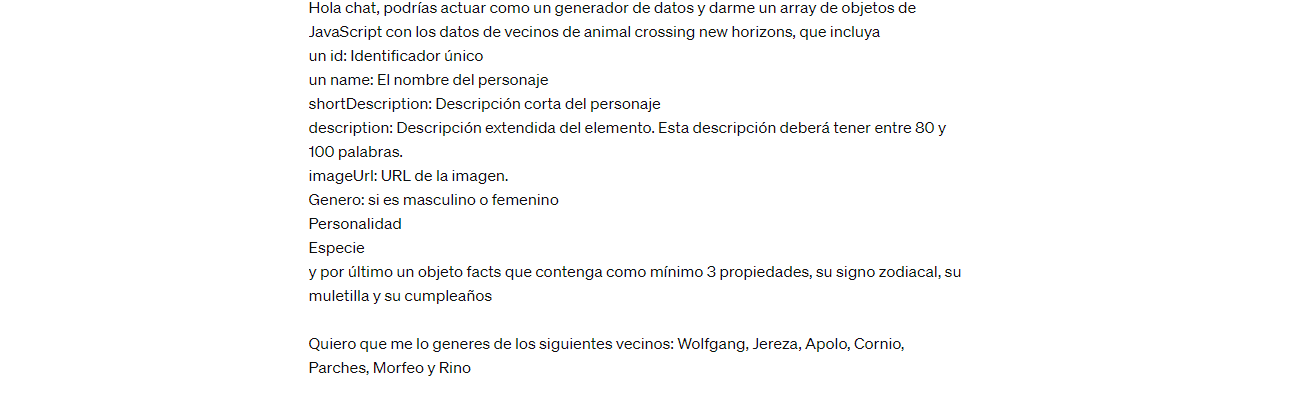 Hola chat, podrías actuar como un generador de datos y darme un array de objetos de
JavaScript con los datos de vecinos de animal crossing new horizons, que incluya
un id: Identificador único
un name: El nombre del personaje
shortDescription: Descripción corta del personaje
description: Descripción extendida del elemento. Esta descripción deberá tener entre 80 y
100 palabras.
imageUrl: URL de la imagen.
Genero: si es masculino o femenino
Personalidad
Especie
y por último un objeto facts que contenga como mínimo 3 propiedades, su signo zodiacal, su
muletilla y su cumpleaños
Quiero que me lo generes de los siguientes vecinos: Wolfgang, Jereza, Apolo, Cornio,
Parches, Morfeo y Rino